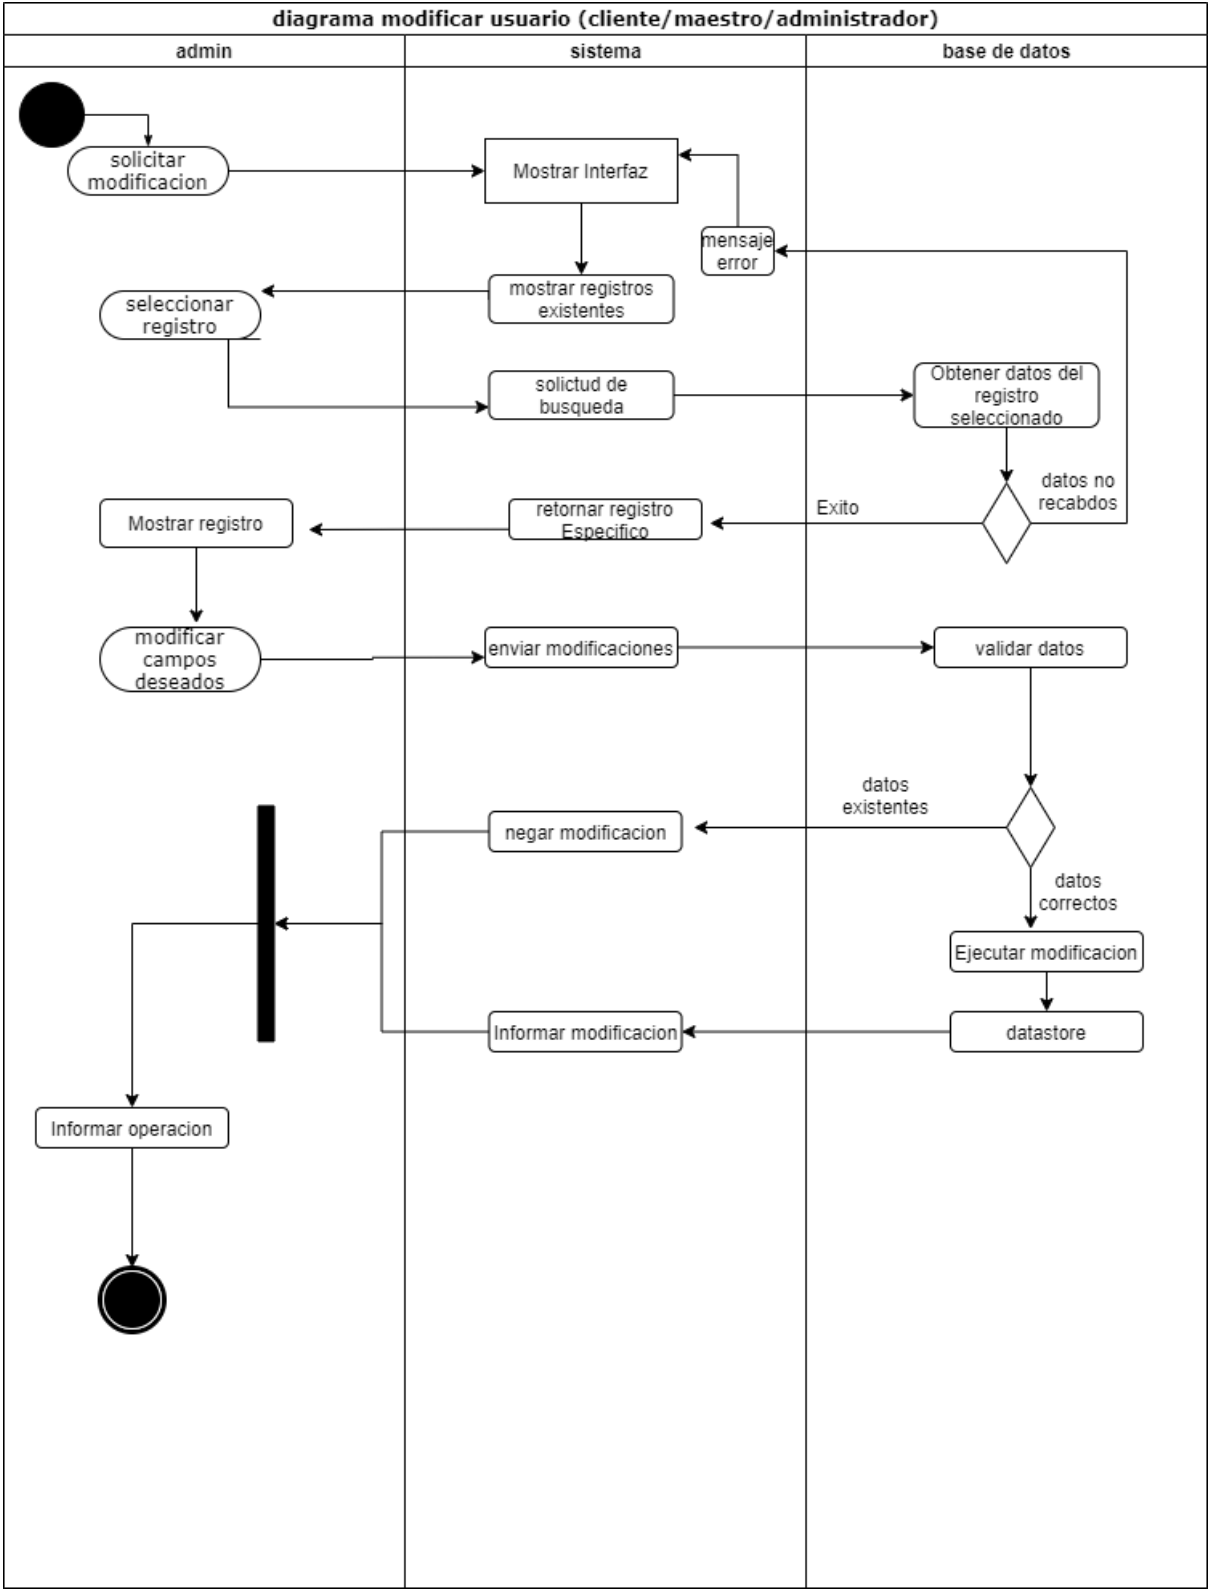 diagrama modificar usuario (cliente/maestro/administrador)
admin
sistema
base de datos
solicitar
modificacion
Mostrar Interfaz
mensaje
error
mostrar registros
existentes
seleccionar
registro
solictud de
busqueda
Obtener datos del
registro
seleccionado
datos no
recabdos
Exito
retornar registro
Especifico
Mostrar registro
modificar
campos
deseados
enviar modificaciones
validar datos
datos
existentes
negar modificacion
datos
correctos
Ejecutar modificacion
Informar modificacion
datastore
Informar operacion